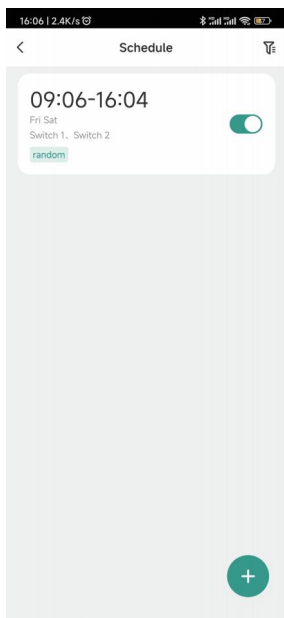 16:06 | 2.4K/s
Schedule
09:06-16:04
Fri Sat
Switch 1、Switch 2
random